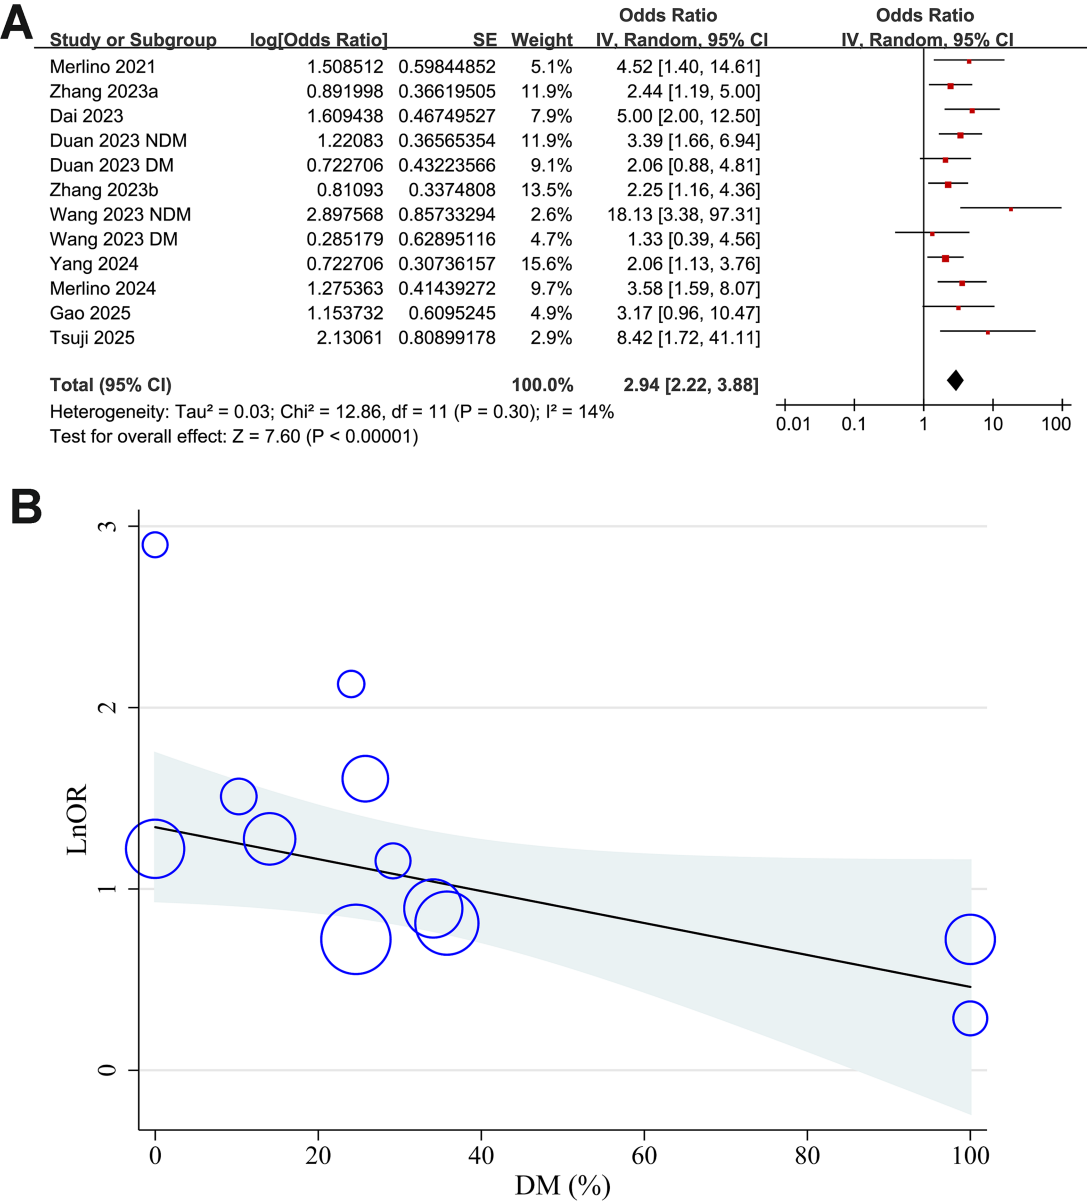 A
Odds Ratio Odds Ratio
Study or Subgroup log[Odds Ratio] SE Weight IV, Random, 95% CI IV, Random, 95% CI
Merlino 2021 1.508512 0.59844852 5.1% 4.52 [1.40, 14.61]
Zhang 2023a 0.891998 0.36619505 11.9% 2.44 [1.19, 5.00]
Dai 2023 1.609438 0.46749527 7.9% 5.00 [2.00, 12.50]
Duan 2023 NDM 1.22083 0.36565354 11.9% 3.39 [1.66, 6.94]
Duan 2023 DM 0.722706 0.43223566 9.1% 2.06 [0.88, 4.81]
Zhang 2023b 0.81093 0.3374808 13.5% 2.25 [1.16, 4.36]
Wang 2023 NDM 2.897568 0.85733294 2.6% 18.13 [3.38, 97.31]
Wang 2023 DM 0.285179 0.62895116 4.7% 1.33 [0.39, 4.56]
Yang 2024 0.722706 0.30736157 15.6% 2.06 [1.13, 3.76]
Merlino 2024 1.275363 0.41439272 9.7% 3.58 [1.59, 8.07]
Gao 2025 1.153732 0.6095245 4.9% 3.17 [0.96, 10.47]
Tsuji 2025 2.13061 0.80899178 2.9% 8.42 [1.72, 41.11]
Total (95% CI) 100.0% 2.94 [2.22, 3.88]
Heterogeneity: Tau² = 0.03; Chi² = 12.86, df = 11 (P = 0.30); I² = 14%
Test for overall effect: Z = 7.60 (P < 0.00001)
0.01 0.1 1 10 100
B
3
2
1
0
LnOR
0 20 40 60 80 100
DM (%)